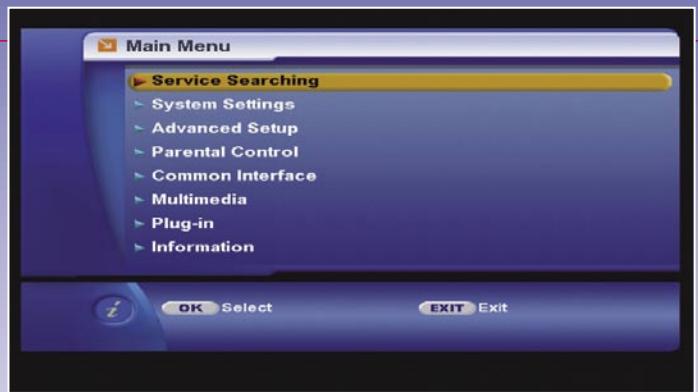 Main Menu
Service Searching
System Settings
Advanced Setup
Parental Control
Common Interface
Multimedia
Plug-in
Information
i OK Select EXIT Exit